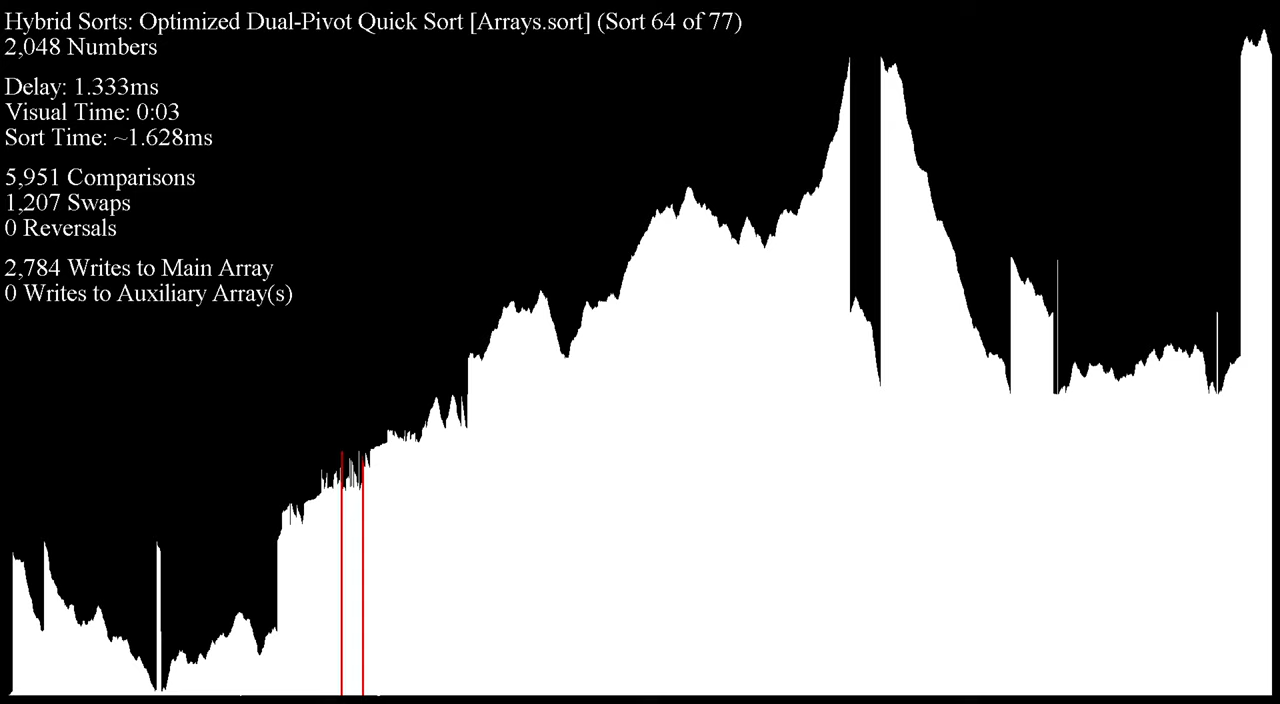 Hybrid Sorts: Optimized Dual-Pivot Quick Sort [Arrays.sort] (Sort 64 of 77)
2,048 Numbers
Delay: 1.333ms
Visual Time: 0:03
Sort Time: ~1.628ms
5,951 Comparisons
1,207 Swaps
0 Reversals
2,784 Writes to Main Array
0 Writes to Auxiliary Array(s)